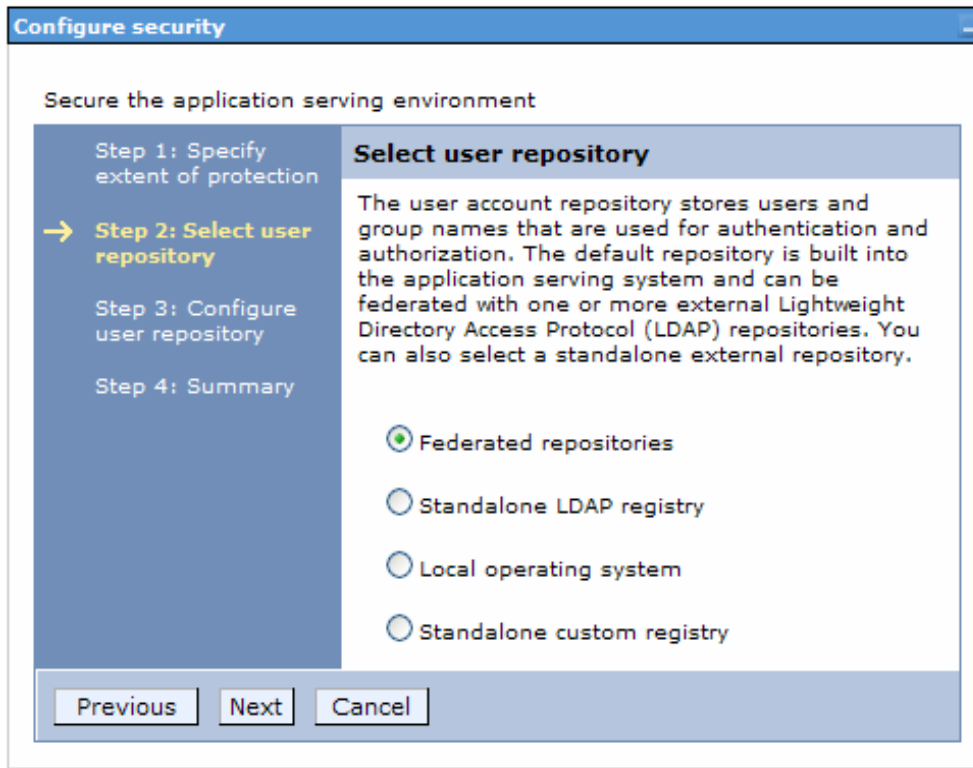 Configure security
Secure the application serving environment
Step 1: Specify
extent of protection
Step 2: Select user
repository
Step 3: Configure
user repository
Step 4: Summary
Select user repository
The user account repository stores users and
group names that are used for authentication and
authorization. The default repository is built into
the application serving system and can be
federated with one or more external Lightweight
Directory Access Protocol (LDAP) repositories. You
can also select a standalone external repository.
Federated repositories
Standalone LDAP registry
Local operating system
Standalone custom registry
Previous Next Cancel